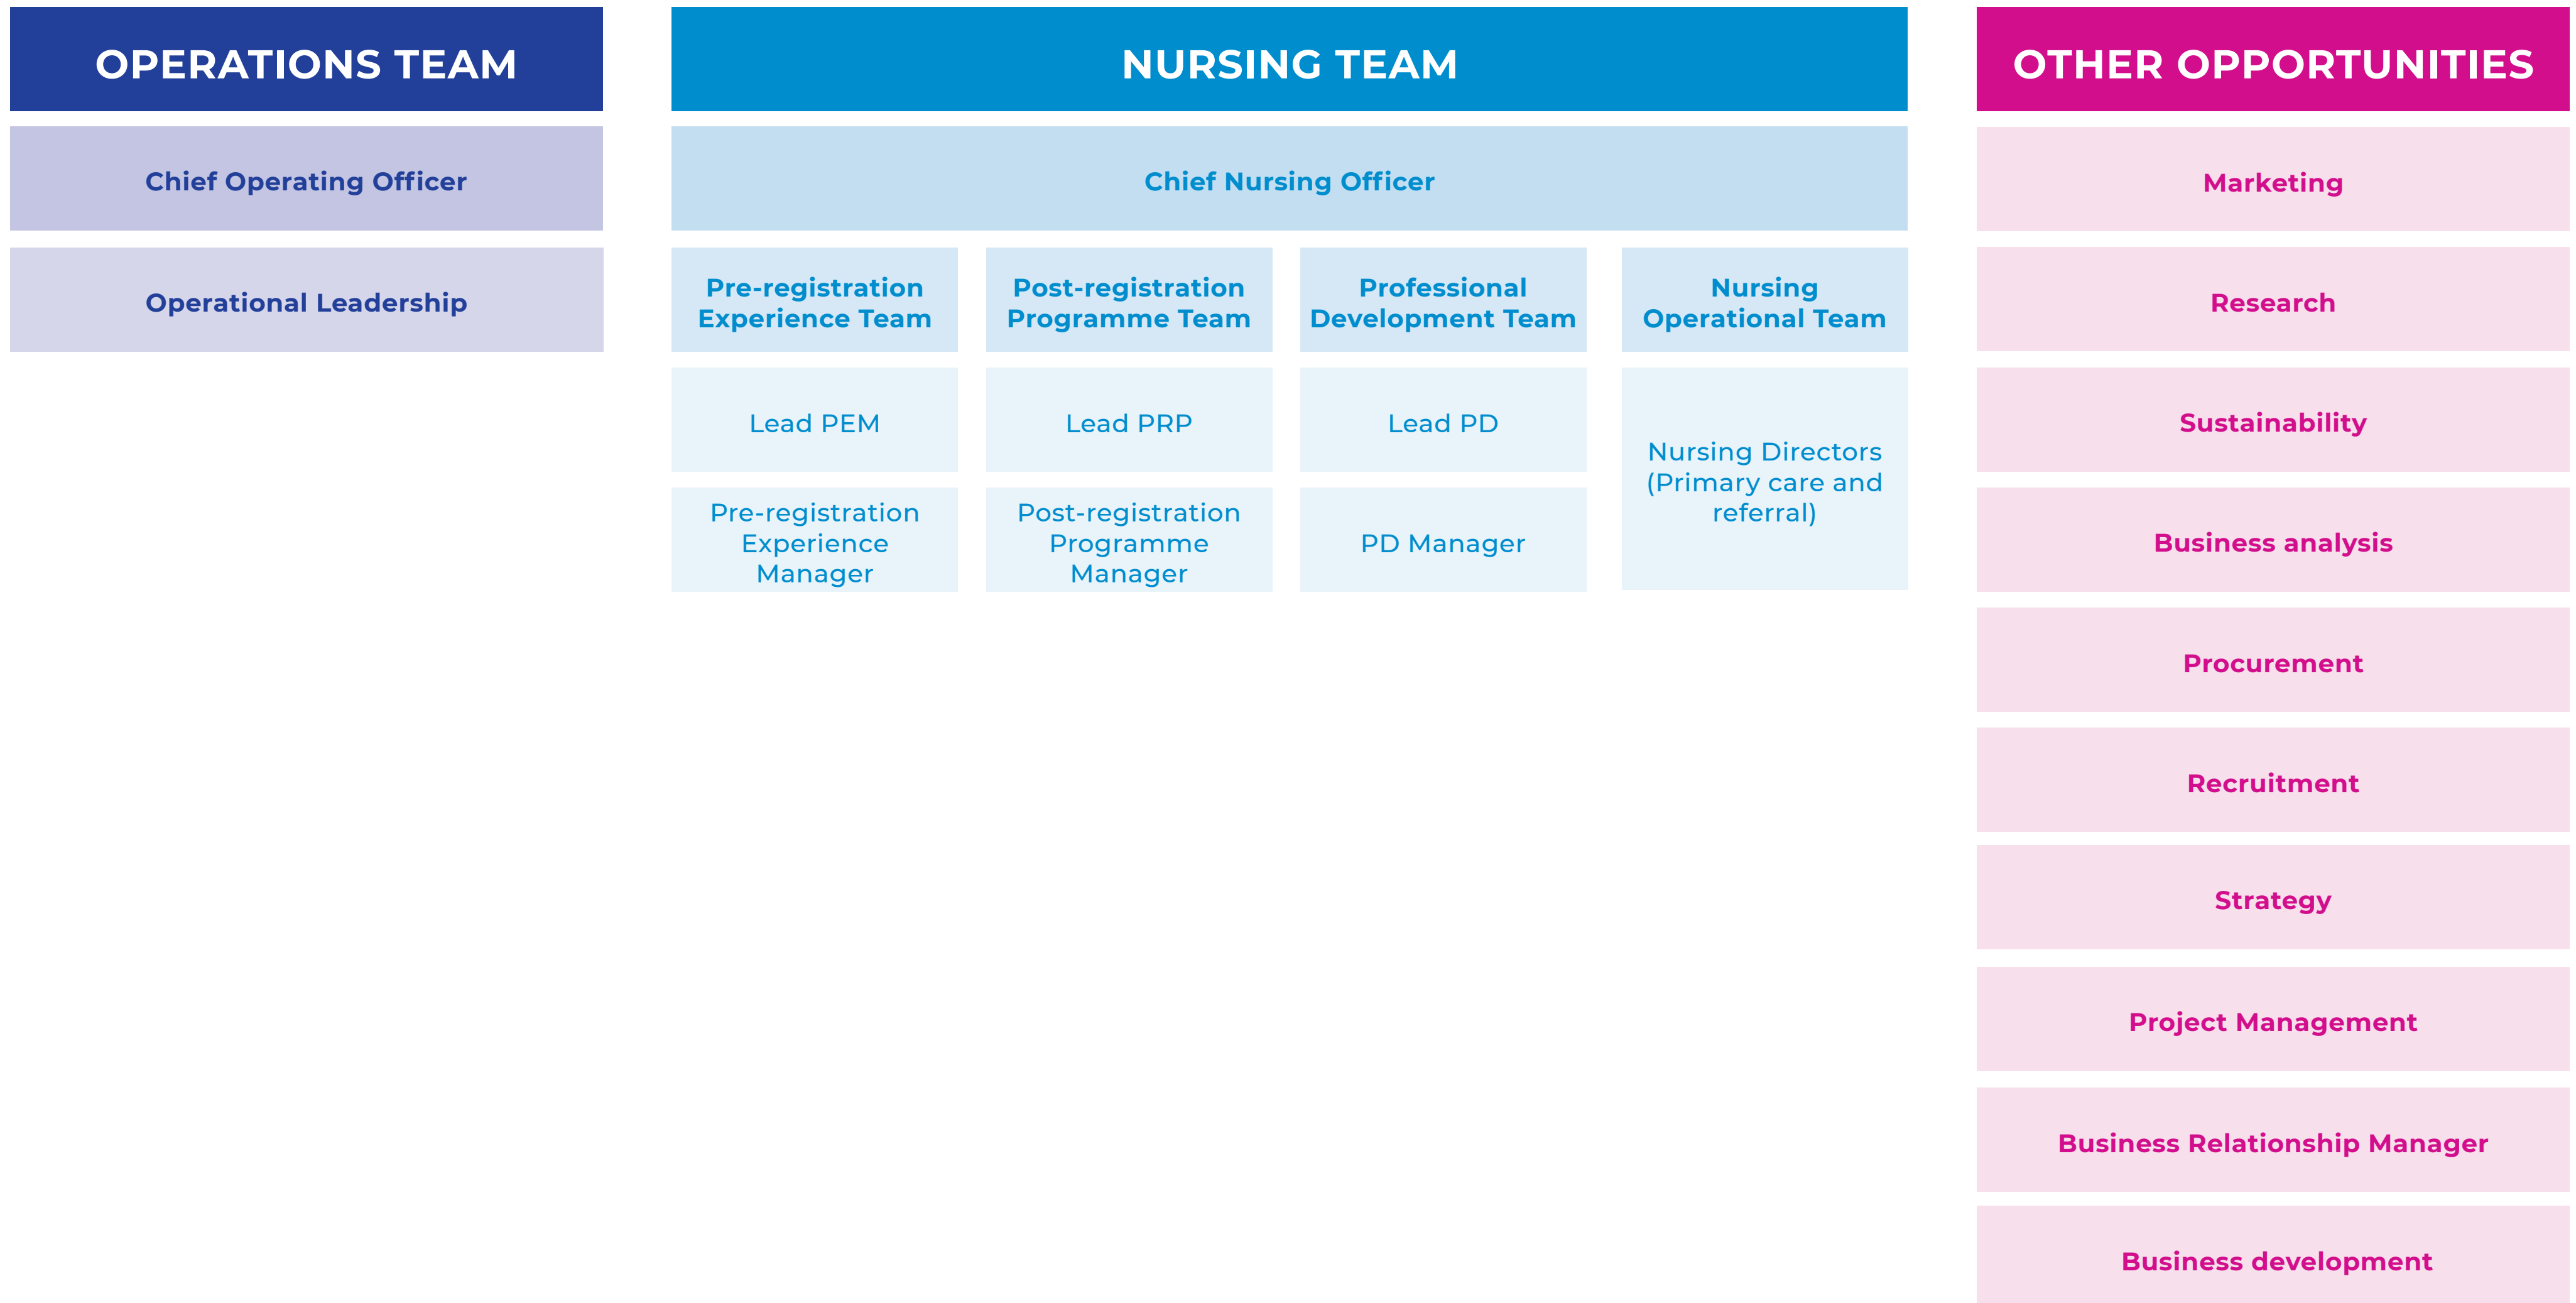 OPERATIONS TEAM
Chief Operating Officer
Operational Leadership
NURSING TEAM
Chief Nursing Officer
Pre-registration
Experience Team
Lead PEM
Pre-registration
Experience
Manager
Post-registration
Programme Team
Lead PRP
Post-registration
Programme
Manager
Professional
Development Team
Lead PD
PD Manager
Nursing
Operational Team
Nursing Directors
(Primary care and
referral)
OTHER OPPORTUNITIES
Marketing
Research
Sustainability
Business analysis
Procurement
Recruitment
Strategy
Project Management
Business Relationship Manager
Business development